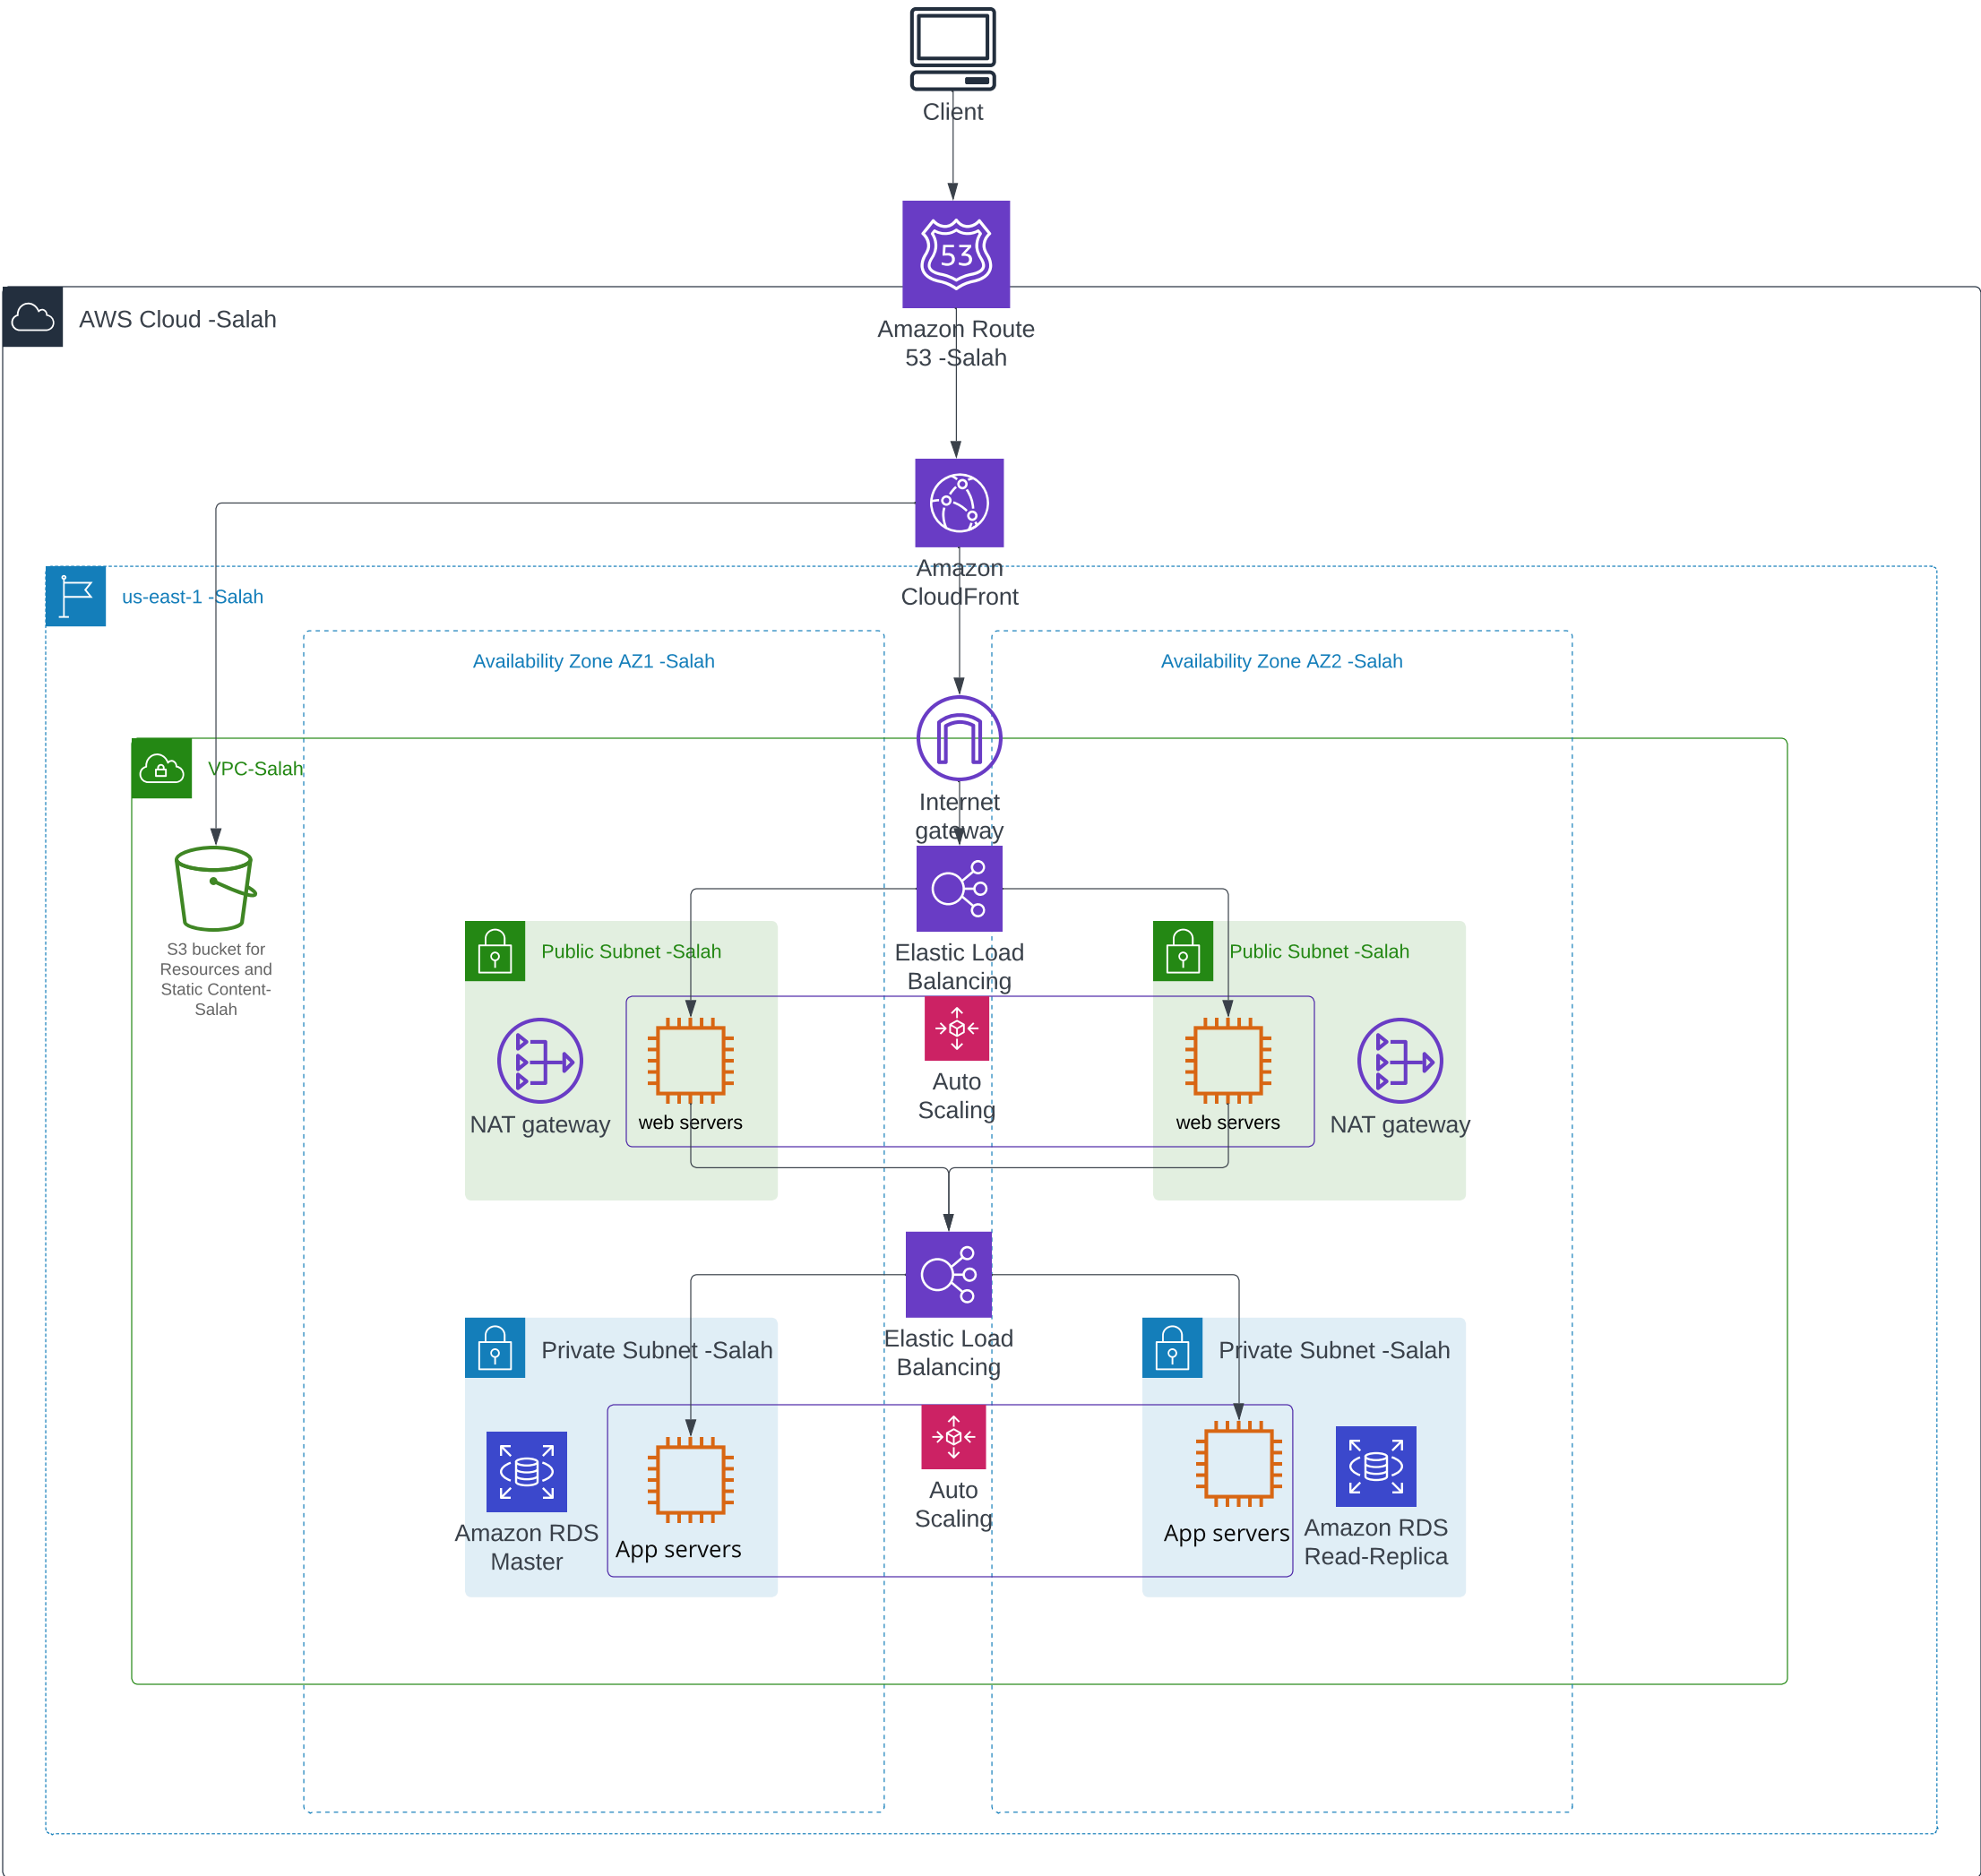 Client
53
Amazon Route
53 -Salah
AWS Cloud -Salah
Amazon
CloudFront
us-east-1 -Salah
Availability Zone AZ1 -Salah
Availability Zone AZ2 -Salah
VPC-Salah
Internet
gateway
S3 bucket for
Resources and
Static Content-
Salah
Elastic Load
Balancing
Public Subnet -Salah
Public Subnet -Salah
NAT gateway
web servers
Auto
Scaling
web servers
NAT gateway
Elastic Load
Balancing
Private Subnet -Salah
Private Subnet -Salah
Amazon RDS
Master
App servers
Auto
Scaling
App servers
Amazon RDS
Read-Replica